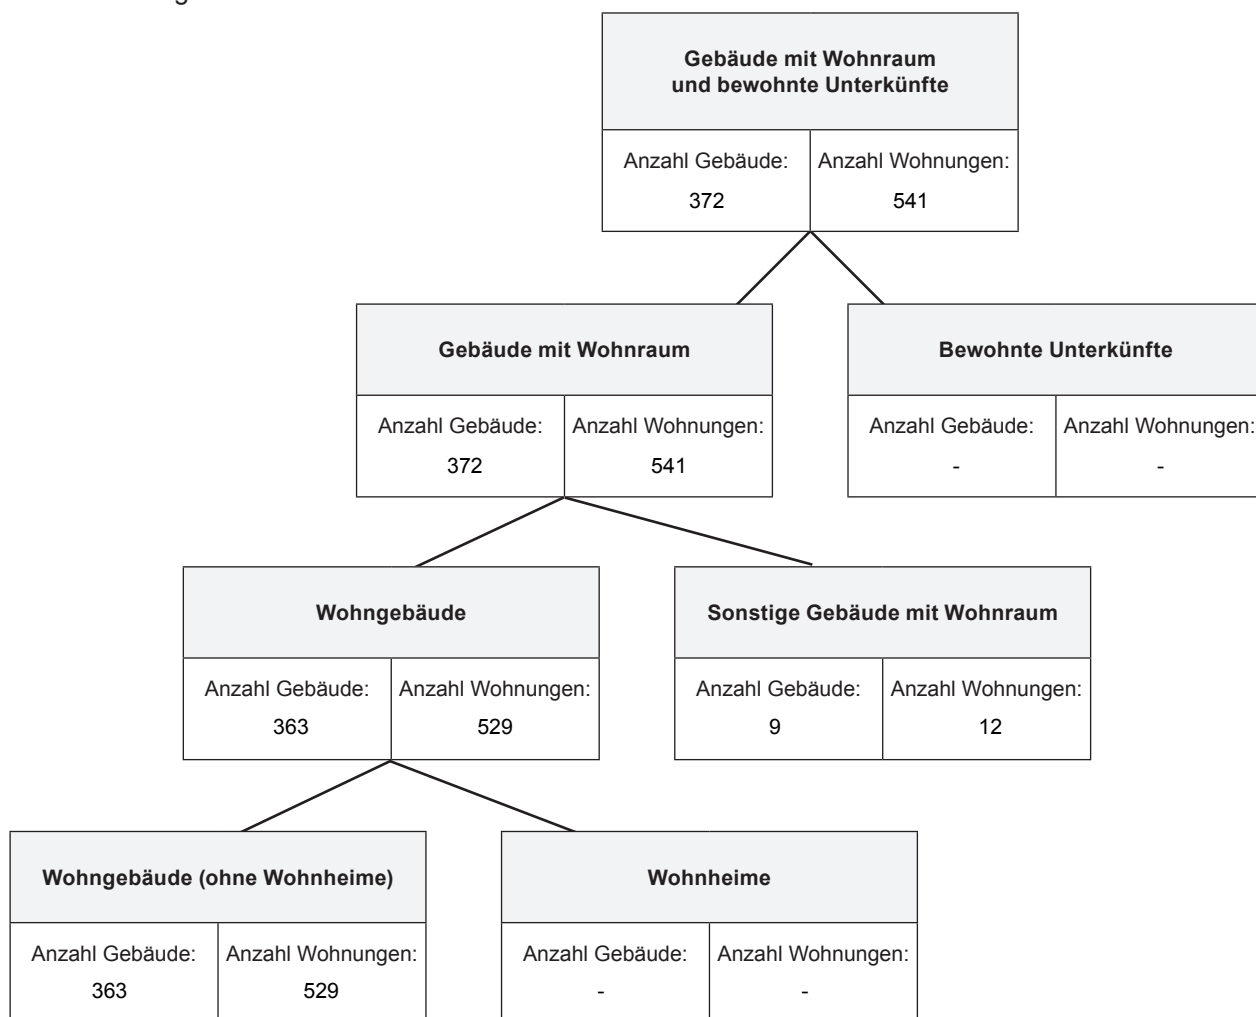 Gebäude mit Wohnraum
und bewohnte Unterkünfte
Anzahl Gebäude: Anzahl Wohnungen:
372 541
Gebäude mit Wohnraum
Anzahl Gebäude: Anzahl Wohnungen:
372 541
Bewohnte Unterkünfte
Anzahl Gebäude: Anzahl Wohnungen:
- -
Wohngebäude
Anzahl Gebäude: Anzahl Wohnungen:
363 529
Sonstige Gebäude mit Wohnraum
Anzahl Gebäude: Anzahl Wohnungen:
9 12
Wohngebäude (ohne Wohnheime)
Anzahl Gebäude: Anzahl Wohnungen:
363 529
Wohnheime
Anzahl Gebäude: Anzahl Wohnungen:
- -